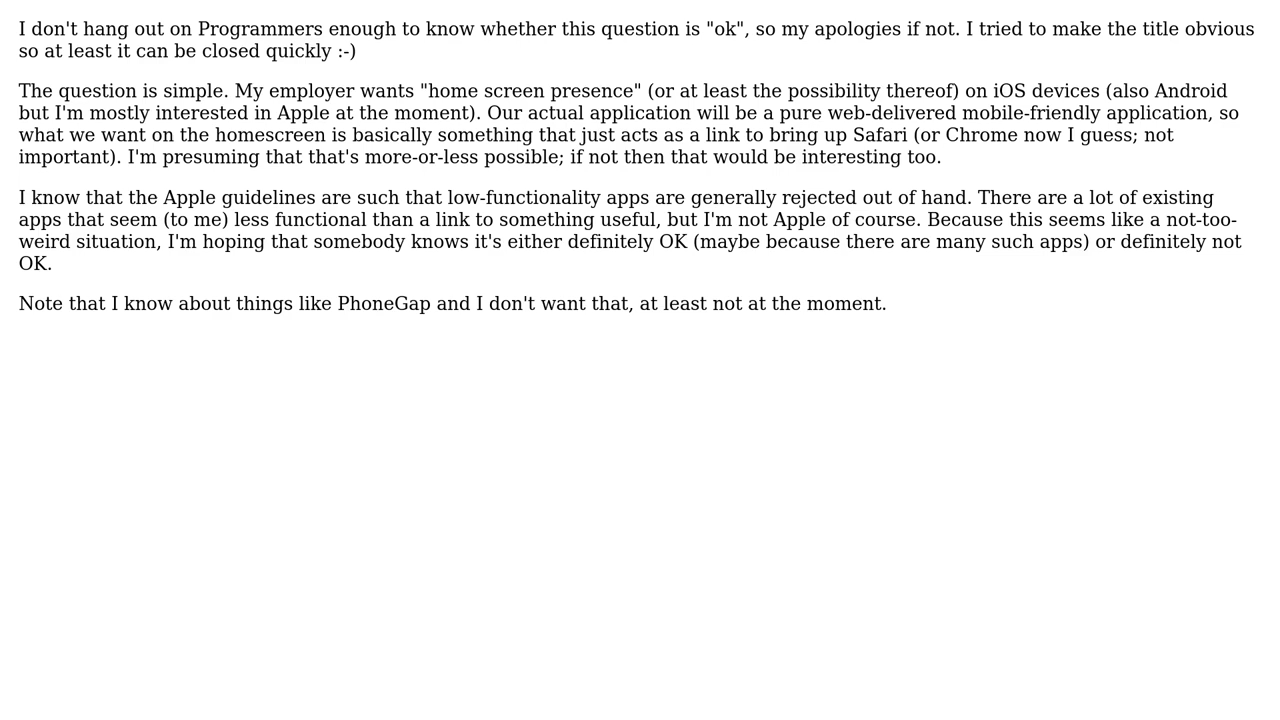 I don't hang out on Programmers enough to know whether this question is "ok", so my apologies if not. I tried to make the title obvious
so at least it can be closed quickly :-)
The question is simple. My employer wants "home screen presence" (or at least the possibility thereof) on iOS devices (also Android
but I'm mostly interested in Apple at the moment). Our actual application will be a pure web-delivered mobile-friendly application, so
what we want on the homescreen is basically something that just acts as a link to bring up Safari (or Chrome now I guess; not
important). I'm presuming that that's more-or-less possible; if not then that would be interesting too.
I know that the Apple guidelines are such that low-functionality apps are generally rejected out of hand. There are a lot of existing
apps that seem (to me) less functional than a link to something useful, but I'm not Apple of course. Because this seems like a not-too-
weird situation, I'm hoping that somebody knows it's either definitely OK (maybe because there are many such apps) or definitely not
OK.
Note that I know about things like PhoneGap and I don't want that, at least not at the moment.